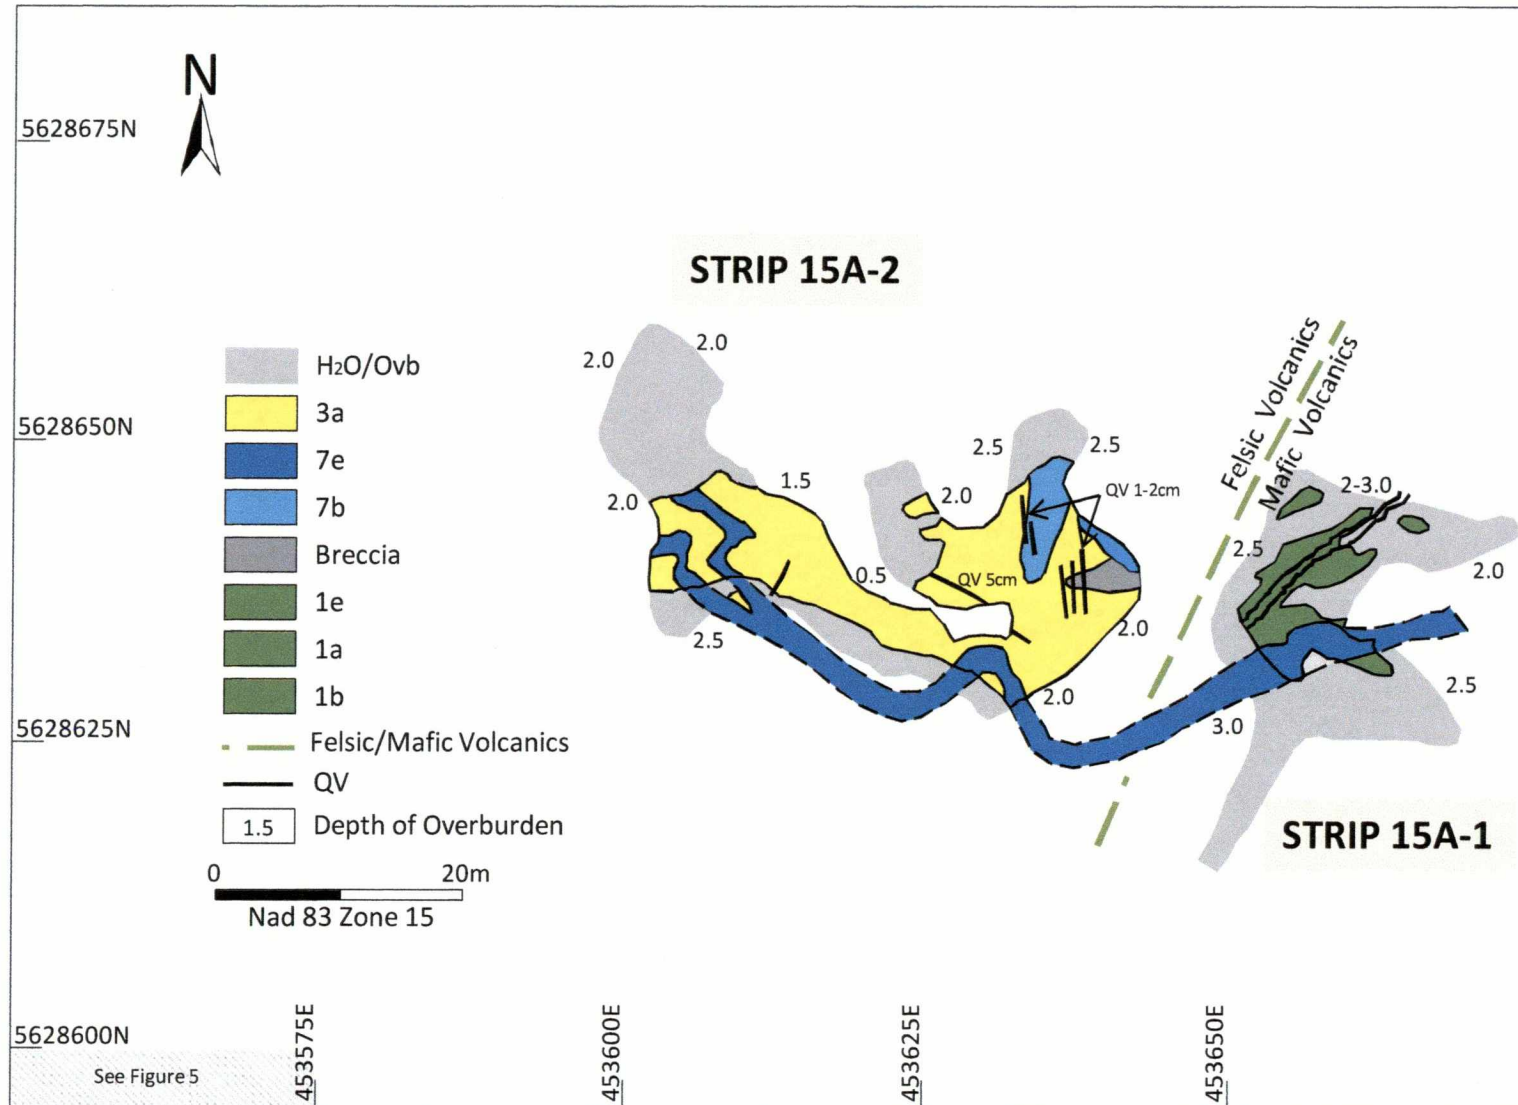 N
5628675N
STRIP 15A-2
Felsic Volcanics
Mafic Volcanics
2.0
2.0
H₂O/Ovb
3a
5628650N
2.5
2.5
7e
1.5
2.0
QV 1-2cm
2-3.0
2.0
7b
2.5
Breccia
0.5
QV 5cm
2.0
1e
2.0
1a
2.5
1b
2.0
2.5
5628625N
3.0
Felsic/Mafic Volcanics
QV
1.5 Depth of Overburden
STRIP 15A-1
0 20m
Nad 83 Zone 15
5628600N
453575E
453600E
453625E
453650E
See Figure 5